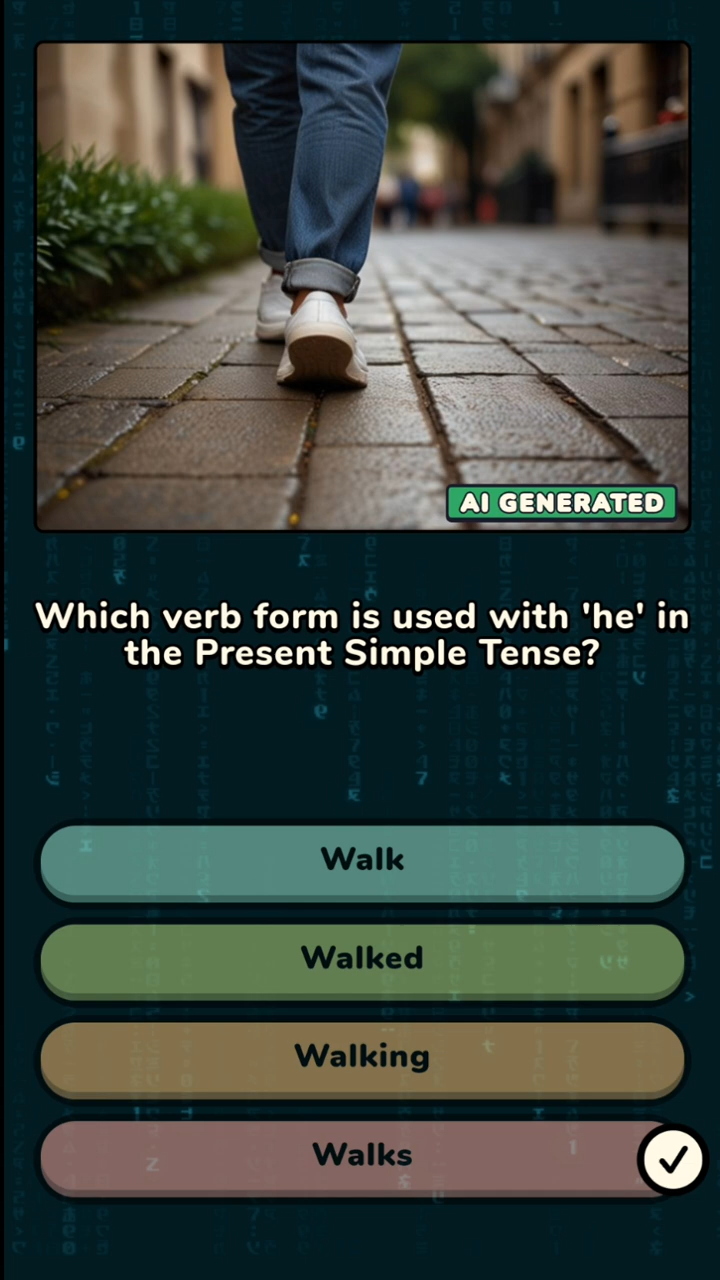 AI GENERATED
Which verb form is used with 'he' in
the Present Simple Tense?
Walk
Walked
Walking
Walks